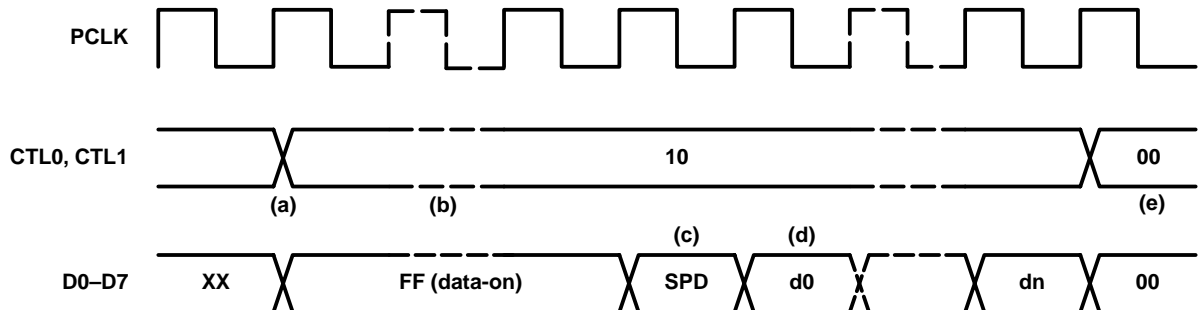 PCLK
CTL0, CTL1 10 00
(a) (b) (e)
(c) (d)
D0–D7 XX FF (data-on) SPD d0 dn 00